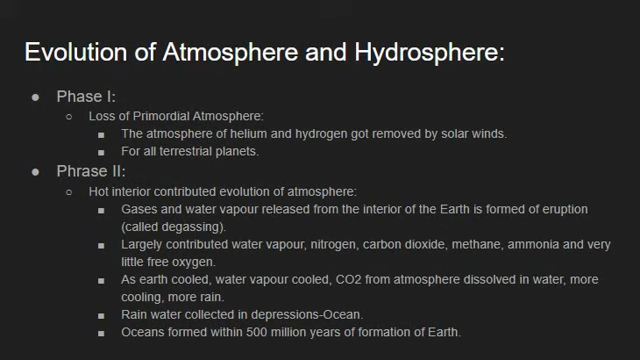 Evolution of Atmosphere and Hydrosphere:
● Phase I:
○ Loss of Primordial Atmosphere:
■ The atmosphere of helium and hydrogen got removed by solar winds.
■ For all terrestrial planets.
● Phrase II:
○ Hot interior contributed evolution of atmosphere:
■ Gases and water vapour released from the interior of the Earth is formed of eruption
(called degassing).
■ Largely contributed water vapour, nitrogen, carbon dioxide, methane, ammonia and very
little free oxygen.
■ As earth cooled, water vapour cooled, CO2 from atmosphere dissolved in water, more
cooling, more rain.
■ Rain water collected in depressions-Ocean.
■ Oceans formed within 500 million years of formation of Earth.